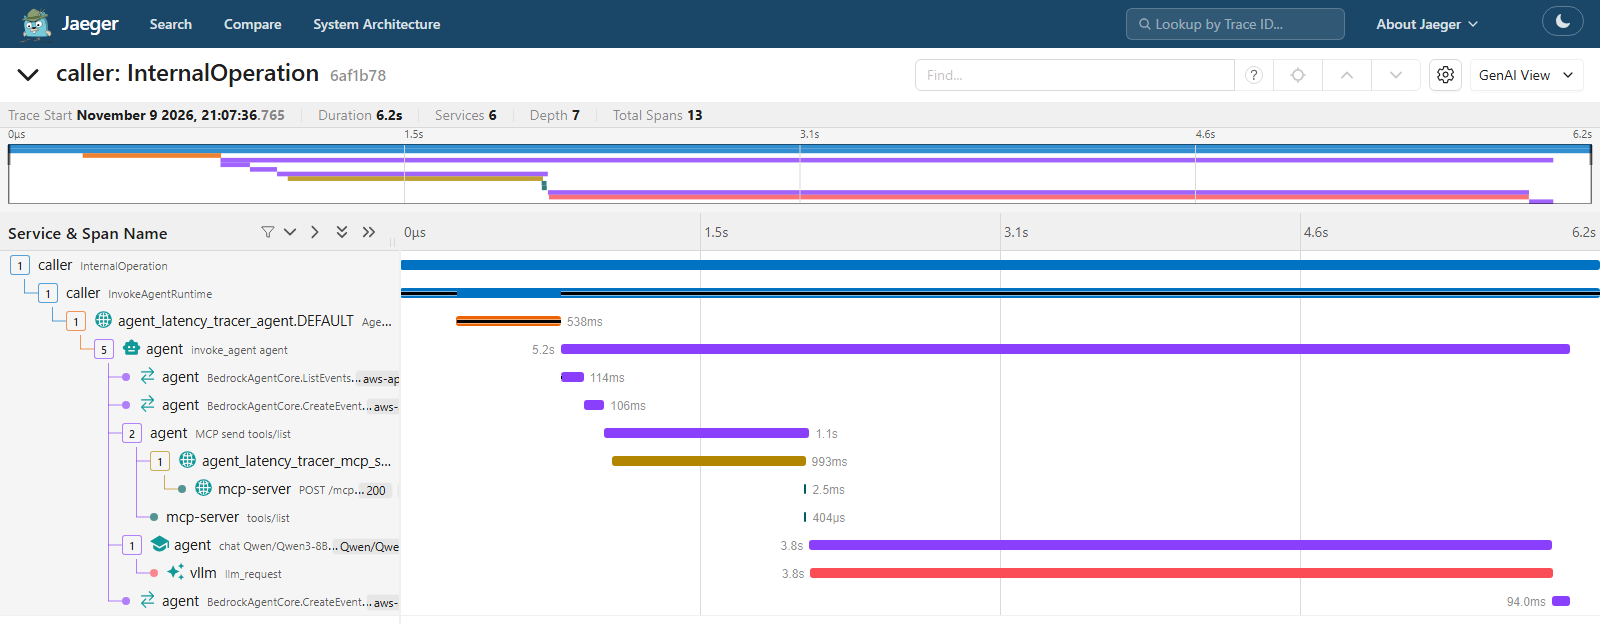 Jaeger Search Compare System Architecture Lookup by Trace ID... About Jaeger
caller: InternalOperation 6af1b78 Find... ? GenAI View
Trace Start November 9 2026, 21:07:36.765 Duration 6.2s Services 6 Depth 7 Total Spans 13
0μs 1.5s 3.1s 4.6s 6.2s
Service & Span Name 0μs 1.5s 3.1s 4.6s 6.2s
1 caller InternalOperation
1 caller InvokeAgentRuntime
1 agent_latency_tracer_agent.DEFAULT Age... 538ms
5 agent invoke_agent agent 5.2s
agent BedrockAgentCore.ListEvents... aws-ap 114ms
agent BedrockAgentCore.CreateEvent... aws- 106ms
2 agent MCP send tools/list 1.1s
1 agent_latency_tracer_mcp_s... 993ms
mcp-server POST /mcp... 200 2.5ms
mcp-server tools/list 404μs
1 agent chat Qwen/Qwen3-8B... Qwen/Qwe 3.8s
vllm llm_request 3.8s
agent BedrockAgentCore.CreateEvent... aws- 94.0ms